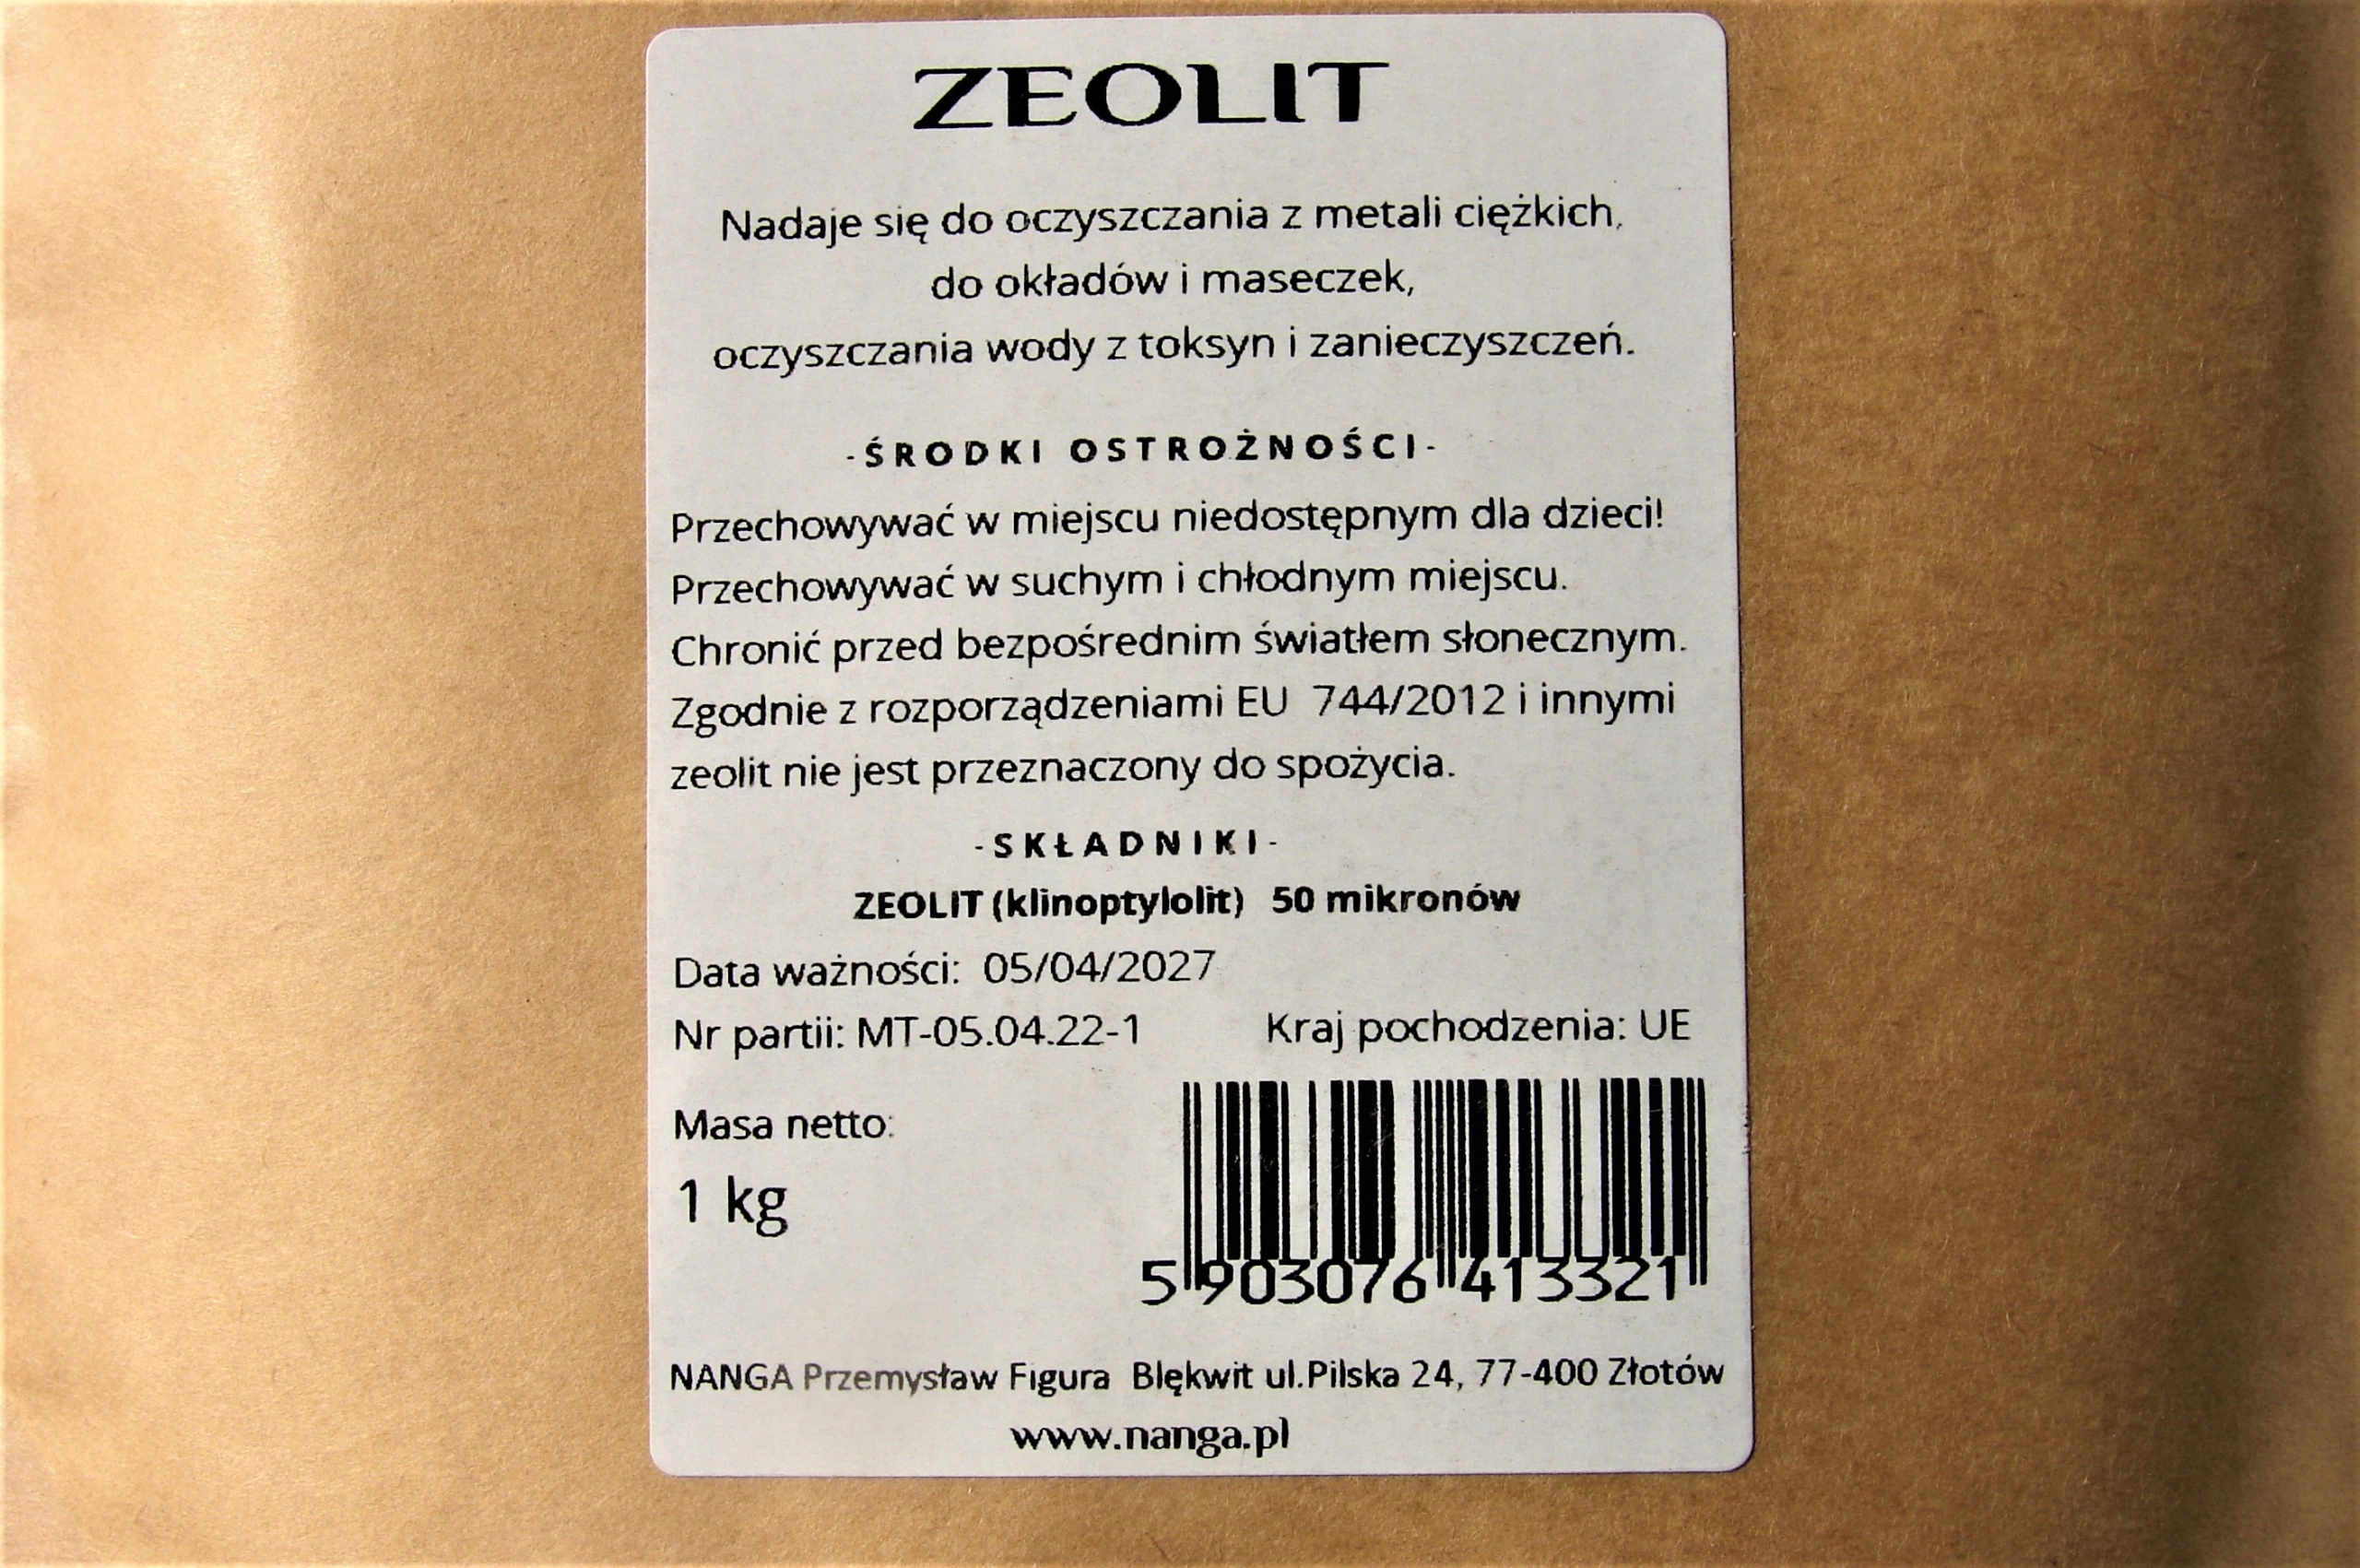 ZEOLIT
Nadaje się do oczyszczania z metali ciężkich,
do okładów i maseczek,
oczyszczania wody z toksyn i zanieczyszczeń.
-ŚRODKI OSTROŻNOŚCI-
Przechowywać w miejscu niedostępnym dla dzieci!
Przechowywać w suchym i chłodnym miejscu.
Chronić przed bezpośrednim światłem słonecznym.
Zgodnie z rozporządzeniami EU 744/2012 i innymi
zeolit nie jest przeznaczony do spożycia.
-SKŁADNIKI-
ZEOLIT (klinoptylolit) 50 mikronów
Data ważności: 05/04/2027
Nr partii: MT-05.04.22-1 Kraj pochodzenia: UE
Masa netto:
1 kg
5 903076 413321
NANGA Przemysław Figura Blękwit ul.Pilska 24, 77-400 Złotów
www.nanga.pl